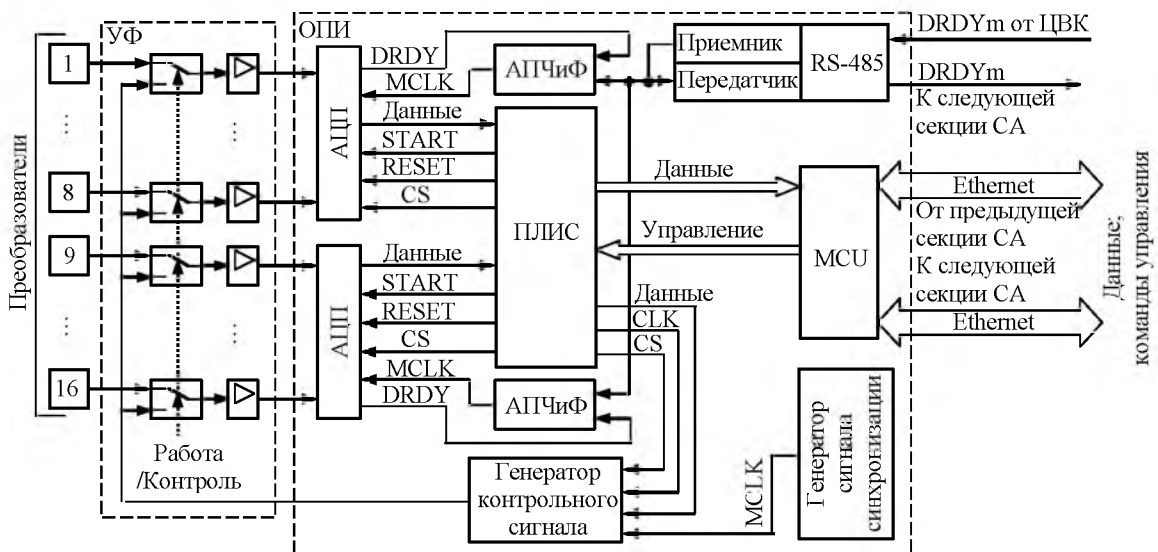 УФ
ОПИ
Преобразователи
1
...
8
9
...
16
...
...
Работа
/Контроль
АЦП
DRDY
MCLK
Данные
START
RESET
CS
АЦП
Данные
START
RESET
CS
MCLK
DRDY
АПЧиФ
ПЛИС
АПЧиФ
Генератор
контрольного
сигнала
Приемник
Передатчик
RS-485
Данные
Управление
MCU
Данные
CLK
CS
MCLK
Генератор
сигнала
синхронизации
DRDYm от ЦВК
DRDYm
К следующей
секции СА
Ethernet
От предыдущей
секции СА
К следующей
секции СА
Ethernet
Данные;
команды управления